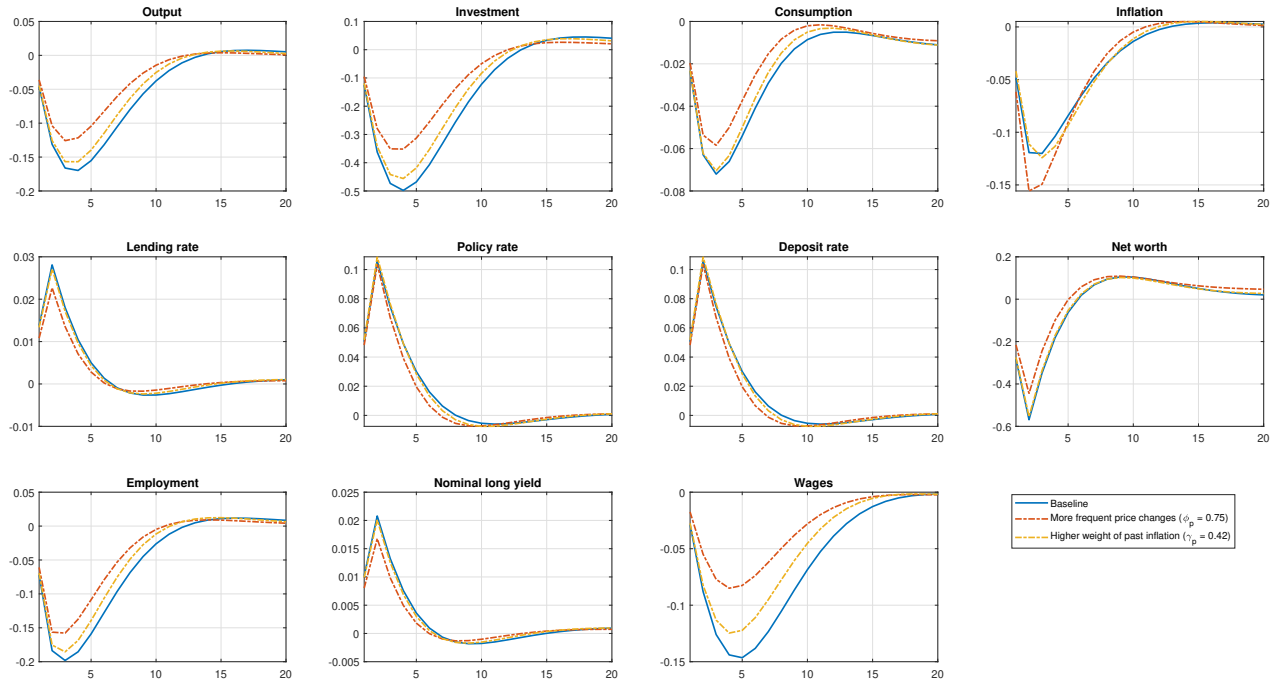 Output
0.05
0
-0.05
-0.1
-0.15
-0.2
5 10 15 20
Investment
0.1
0
-0.1
-0.2
-0.3
-0.4
-0.5
5 10 15 20
Consumption
0
-0.02
-0.04
-0.06
-0.08
5 10 15 20
Inflation
0
-0.05
-0.1
-0.15
5 10 15 20
Lending rate
0.03
0.02
0.01
0
-0.01
5 10 15 20
Policy rate
0.1
0.08
0.06
0.04
0.02
0
5 10 15 20
Deposit rate
0.1
0.08
0.06
0.04
0.02
0
5 10 15 20
Net worth
0.2
0
-0.2
-0.4
-0.6
5 10 15 20
Employment
0.05
0
-0.05
-0.1
-0.15
-0.2
5 10 15 20
Nominal long yield
0.025
0.02
0.015
0.01
0.005
0
-0.005
5 10 15 20
Wages
0
-0.05
-0.1
-0.15
5 10 15 20
Baseline
More frequent price changes (ϕ_p = 0.75)
Higher weight of past inflation (γ_p = 0.42)